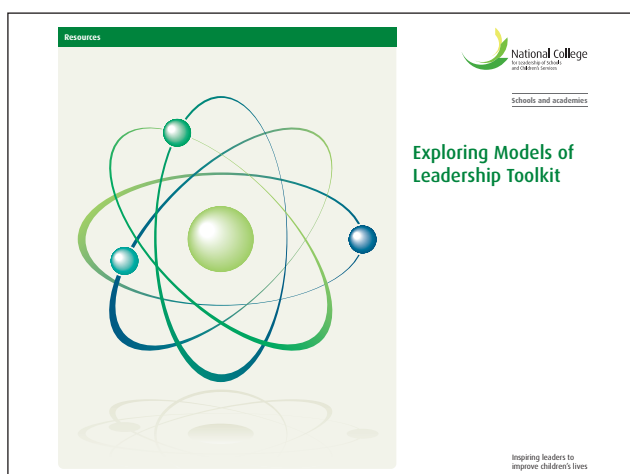 Resources
National College
for Leadership of Schools
and Children's Services
Schools and academies
Exploring Models of
Leadership Toolkit
Inspiring leaders to
improve children's lives